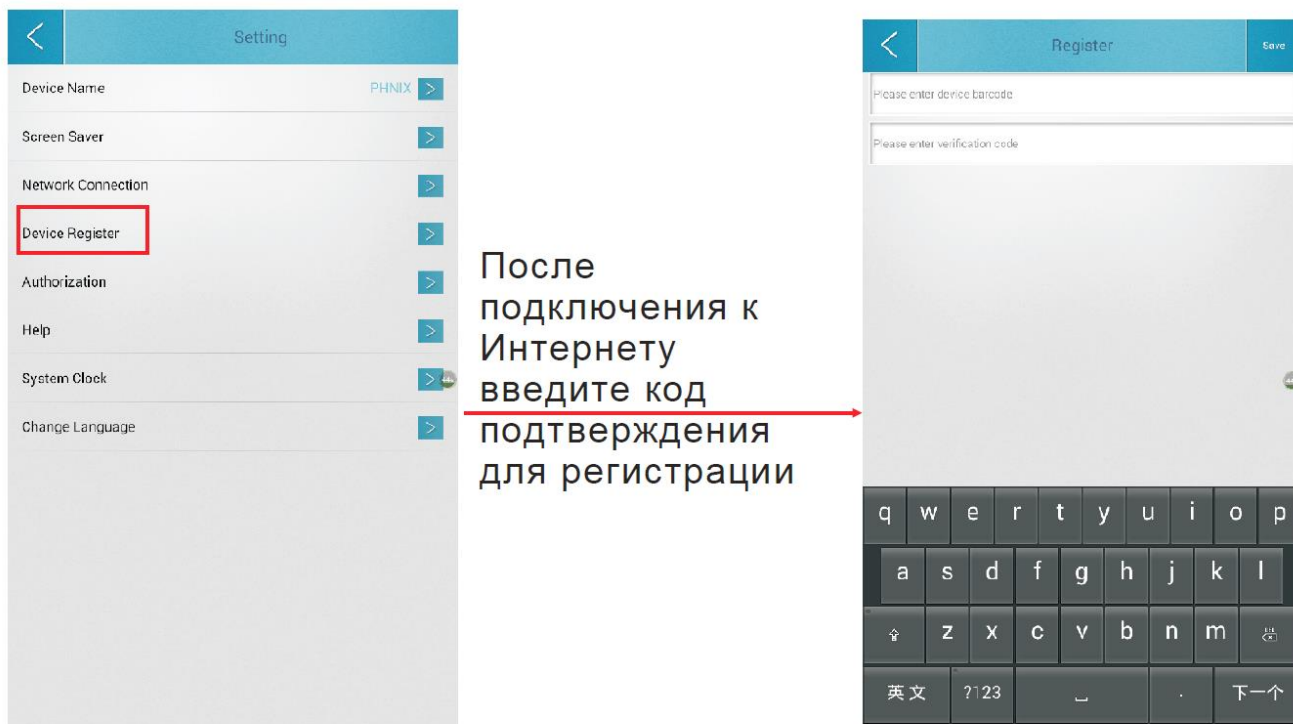 Setting
Device Name PHNIX
Screen Saver
Network Connection
Device Register
Authorization
Help
System Clock
Change Language
После
подключения к
Интернету
введите код
подтверждения
для регистрации
Register Save
Please enter device barcode
Please enter verification code
q w e r t y u i o p
a s d f g h j k l
z x c v b n m
英文 ?123 . 下一个